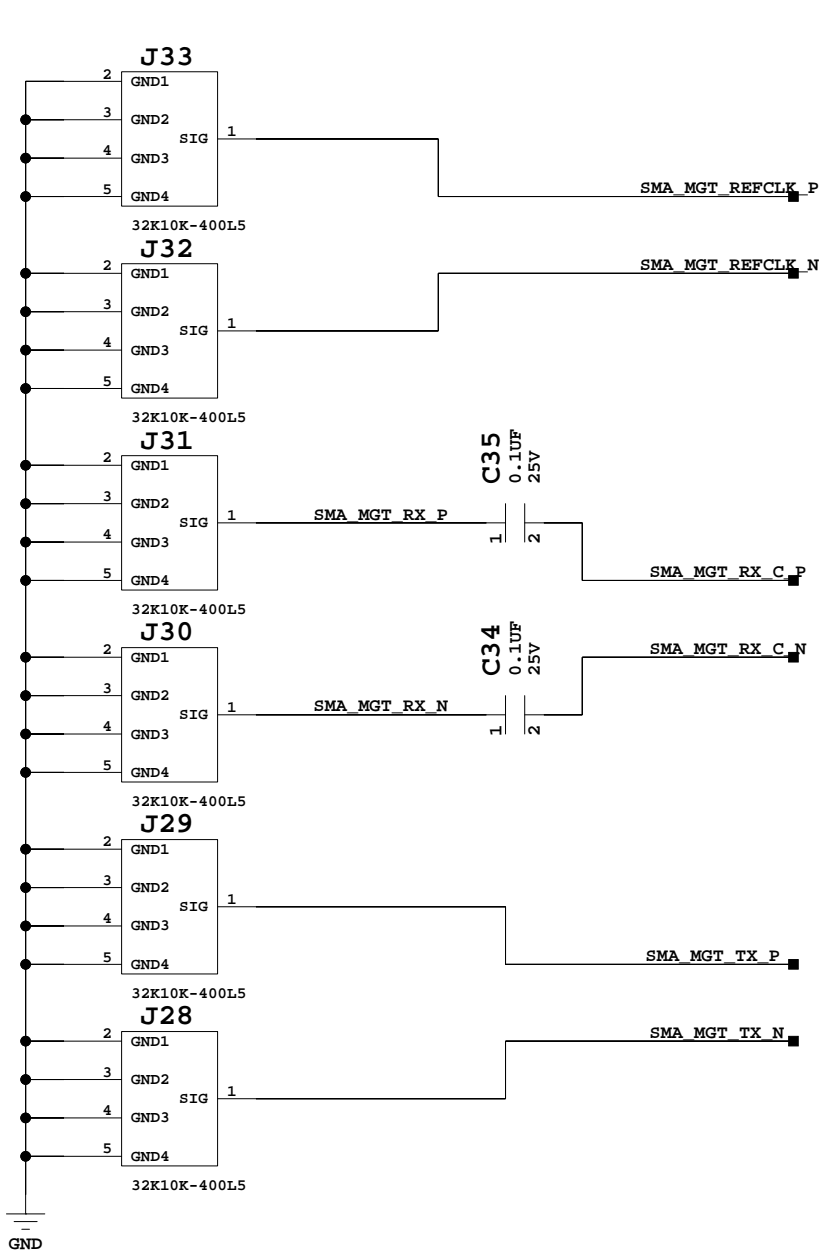 J33
2 GND1
3 GND2
SIG 1
4 GND3
5 GND4
SMA_MGT_REFCLK_P
32K10K-400L5
J32
2 GND1
SMA_MGT_REFCLK_N
3 GND2
SIG 1
4 GND3
5 GND4
32K10K-400L5
J31
C35
0.1UF
25V
2 GND1
3 GND2
SIG 1
SMA_MGT_RX_P
1 2
4 GND3
5 GND4
SMA_MGT_RX_C_P
32K10K-400L5
J30
C34
0.1UF
25V
2 GND1
SMA_MGT_RX_C_N
3 GND2
SIG 1
SMA_MGT_RX_N
1 2
4 GND3
5 GND4
32K10K-400L5
J29
2 GND1
3 GND2
SIG 1
4 GND3
5 GND4
SMA_MGT_TX_P
32K10K-400L5
J28
2 GND1
SMA_MGT_TX_N
3 GND2
SIG 1
4 GND3
5 GND4
32K10K-400L5
GND